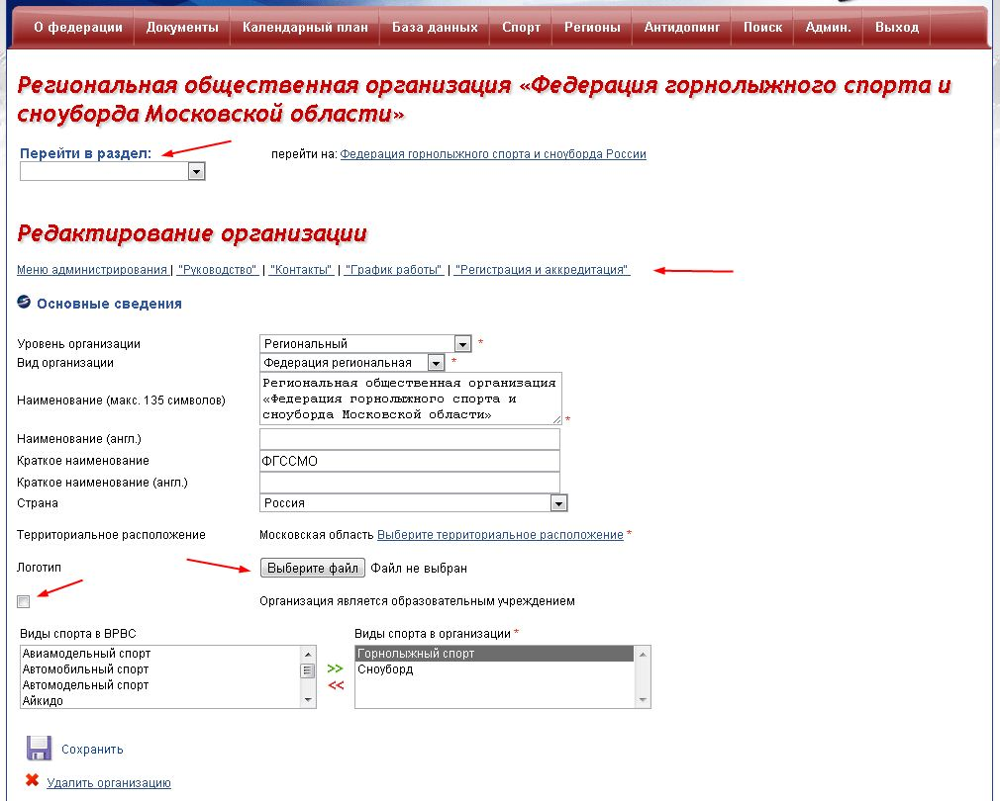 О федерации Документы Календарный план База данных Спорт Регионы Антидопинг Поиск Админ. Выход
Региональная общественная организация «Федерация горнолыжного спорта и
сноуборда Московской области»
Перейти в раздел:
перейти на: Федерация горнолыжного спорта и сноуборда России
Редактирование организации
Меню администрирования | "Руководство" | "Контакты" | "График работы" | "Регистрация и аккредитация"
Основные сведения
Уровень организации Региональный *
Вид организации Федерация региональная *
Наименование (макс. 135 символов)
Региональная общественная организация
«Федерация горнолыжного спорта и
сноуборда Московской области» *
Наименование (англ.)
Краткое наименование ФГССМО
Краткое наименование (англ.)
Страна Россия
Территориальное расположение Московская область Выберите территориальное расположение *
Логотип Выберите файл Файл не выбран
Организация является образовательным учреждением
Виды спорта в ВРВС
Авиамодельный спорт
Автомобильный спорт
Автомодельный спорт
Айкидо
>>
<<
Виды спорта в организации *
Горнолыжный спорт
Сноуборд
Сохранить
Удалить организацию